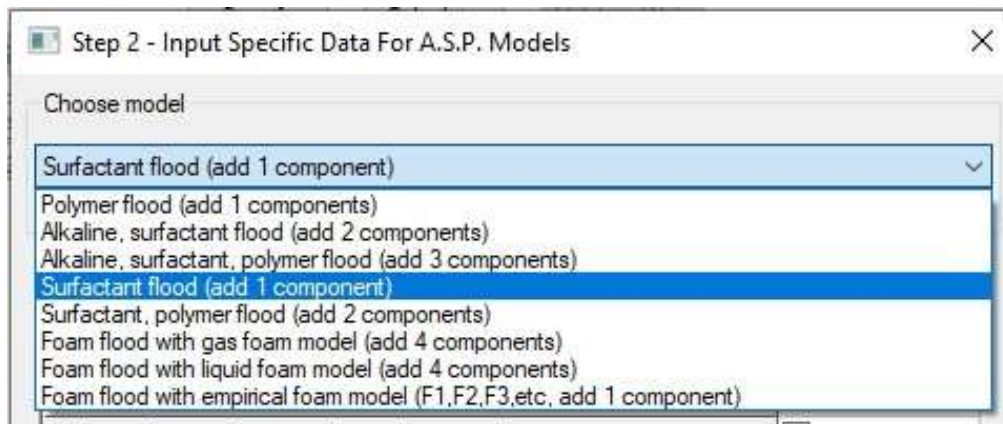 Step 2 - Input Specific Data For A.S.P. Models
Choose model
Surfactant flood (add 1 component)
Polymer flood (add 1 components)
Alkaline, surfactant flood (add 2 components)
Alkaline, surfactant, polymer flood (add 3 components)
Surfactant flood (add 1 component)
Surfactant, polymer flood (add 2 components)
Foam flood with gas foam model (add 4 components)
Foam flood with liquid foam model (add 4 components)
Foam flood with empirical foam model (F1,F2,F3,etc, add 1 component)